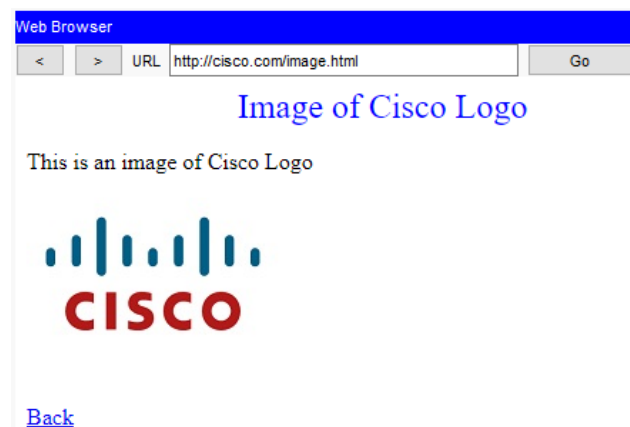 Web Browser
< > URL http://cisco.com/image.html Go
Image of Cisco Logo
This is an image of Cisco Logo
CISCO
Back